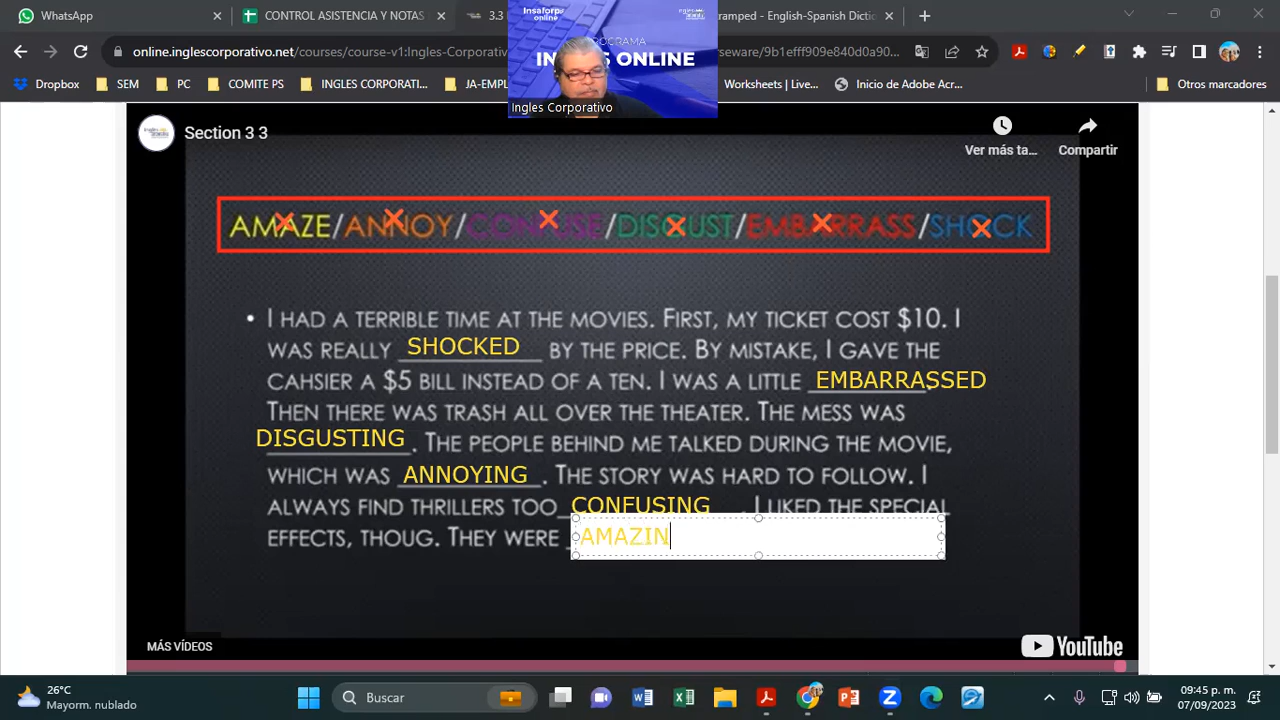 WhatsApp
CONTROL ASISTENCIA Y NOTAS
3.3
ramped - English-Spanish Dictio
online.inglescorporativo.net/courses/course-v1:Ingles-Corporativ
seware/9b1efff909e840d0a90...
Dropbox
SEM
PC
COMITE PS
INGLES CORPORATI
JA-EMPL
Worksheets | Live...
Inicio de Adobe Acr...
Otros marcadores
Insaforp
online
PROGRAMA
INGLES ONLINE
Ingles Corporativo
Section 3 3
Ver más ta...
Compartir
AMAZE/ANNOY/CONFUSE/DISGUST/EMBARRASS/SHOCK
• I HAD A TERRIBLE TIME AT THE MOVIES. FIRST, MY TICKET COST $10. I
WAS REALLY SHOCKED BY THE PRICE. BY MISTAKE, I GAVE THE
CAHSIER A $5 BILL INSTEAD OF A TEN. I WAS A LITTLE EMBARRASSED.
THEN THERE WAS TRASH ALL OVER THE THEATER. THE MESS WAS
DISGUSTING. THE PEOPLE BEHIND ME TALKED DURING THE MOVIE,
WHICH WAS ANNOYING. THE STORY WAS HARD TO FOLLOW. I
ALWAYS FIND THRILLERS TOO CONFUSING. I LIKED THE SPECIAL
EFFECTS, THOUG. THEY WERE AMAZIN
MÁS VÍDEOS
YouTube
26°C
Mayorm. nublado
Buscar
09:45 p. m.
07/09/2023